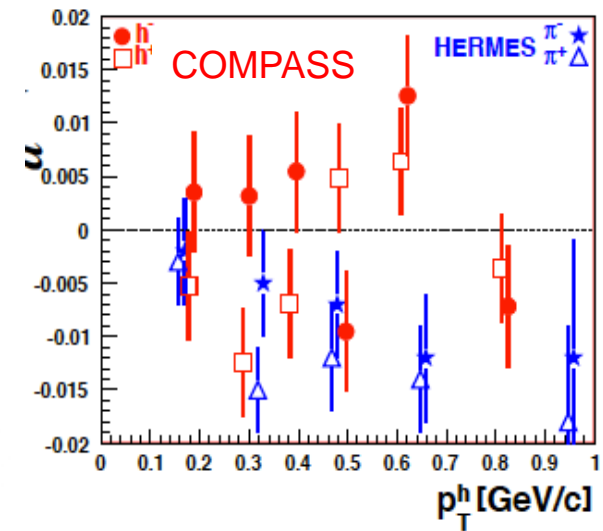 0.02
h⁻
h⁺
COMPASS
HERMES π⁻
π⁺
0.015
0.01
0.005
0
-0.005
-0.01
-0.015
-0.02
0 0.1 0.2 0.3 0.4 0.5 0.6 0.7 0.8 0.9 1
p_T^h [GeV/c]